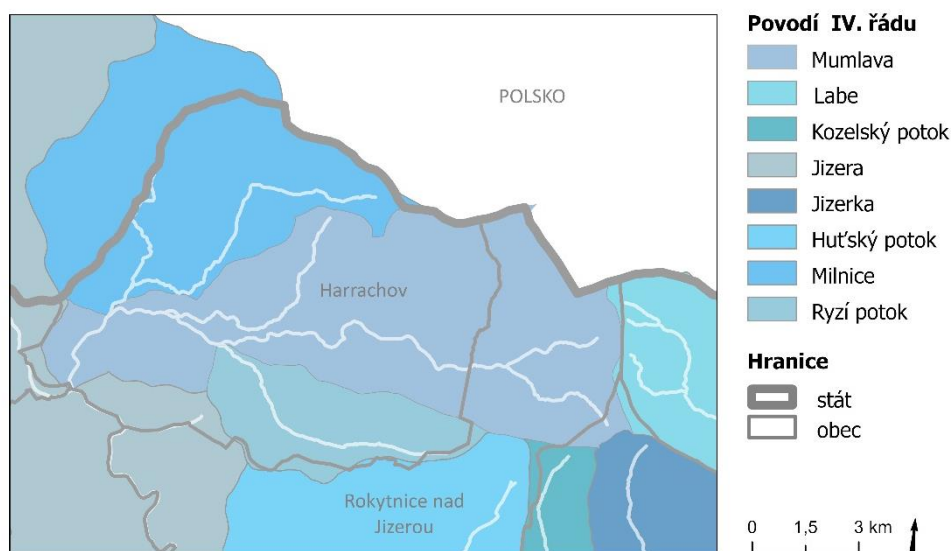 POLSKO
Harrachov
Rokytnice nad
Jizerou
Povodí IV. řádu
Mumlava
Labe
Kozelský potok
Jizera
Jizerka
Huťský potok
Milnice
Ryzí potok
Hranice
stát
obec
0 1,5 3 km